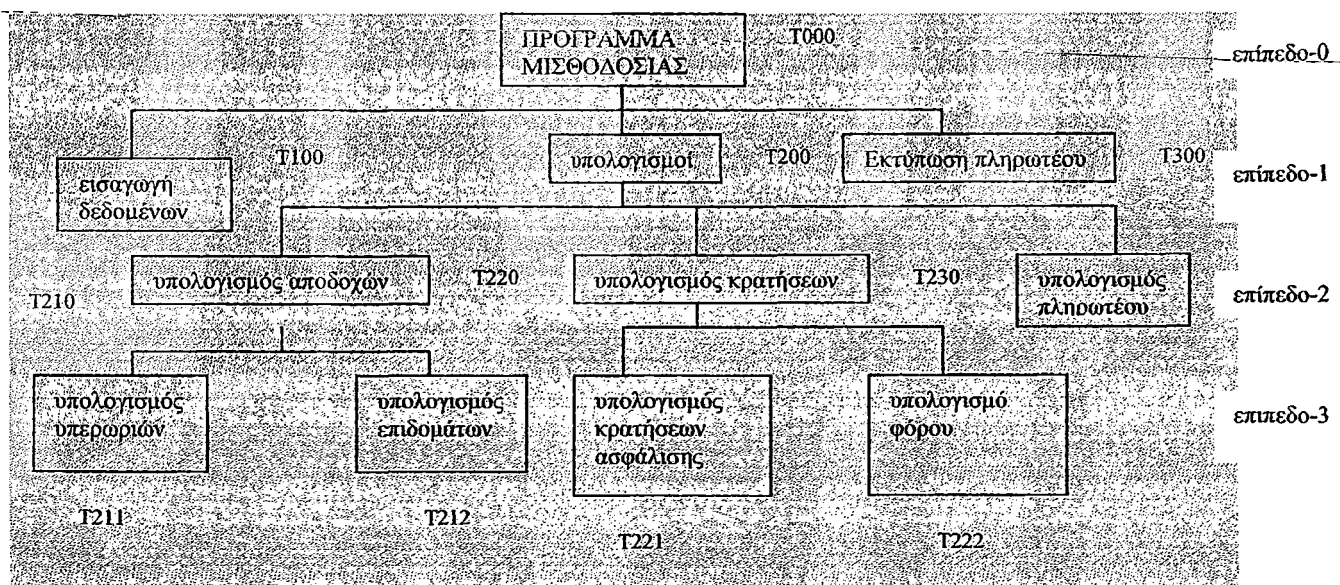 ΠΡΟΓΡΑΜΜΑ T000
ΜΙΣΘΟΔΟΣΙΑΣ
επίπεδο-0
εισαγωγή
δεδομένων
T100
υπολογισμοί
T200
Εκτύπωση πληρωτέου
T300
επίπεδο-1
T210
υπολογισμός αποδοχών
T220
υπολογισμός κρατήσεων
T230
υπολογισμός
πληρωτέου
επίπεδο-2
υπολογισμός
υπερωριών
υπολογισμός
επιδομάτων
υπολογισμός
κρατήσεων
ασφάλισης
υπολογισμό
φόρου
επιπεδο-3
T211
T212
T221
T222